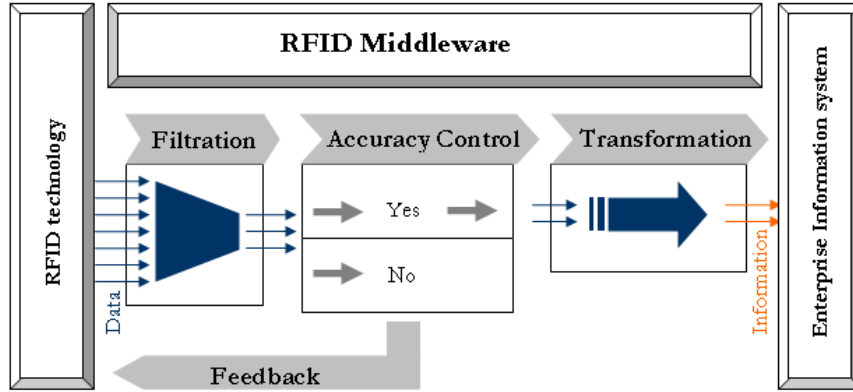 RFID Middleware
RFID technology
Filtration
Accuracy Control
Transformation
Yes
No
Data
Information
Feedback
Enterprise Information system